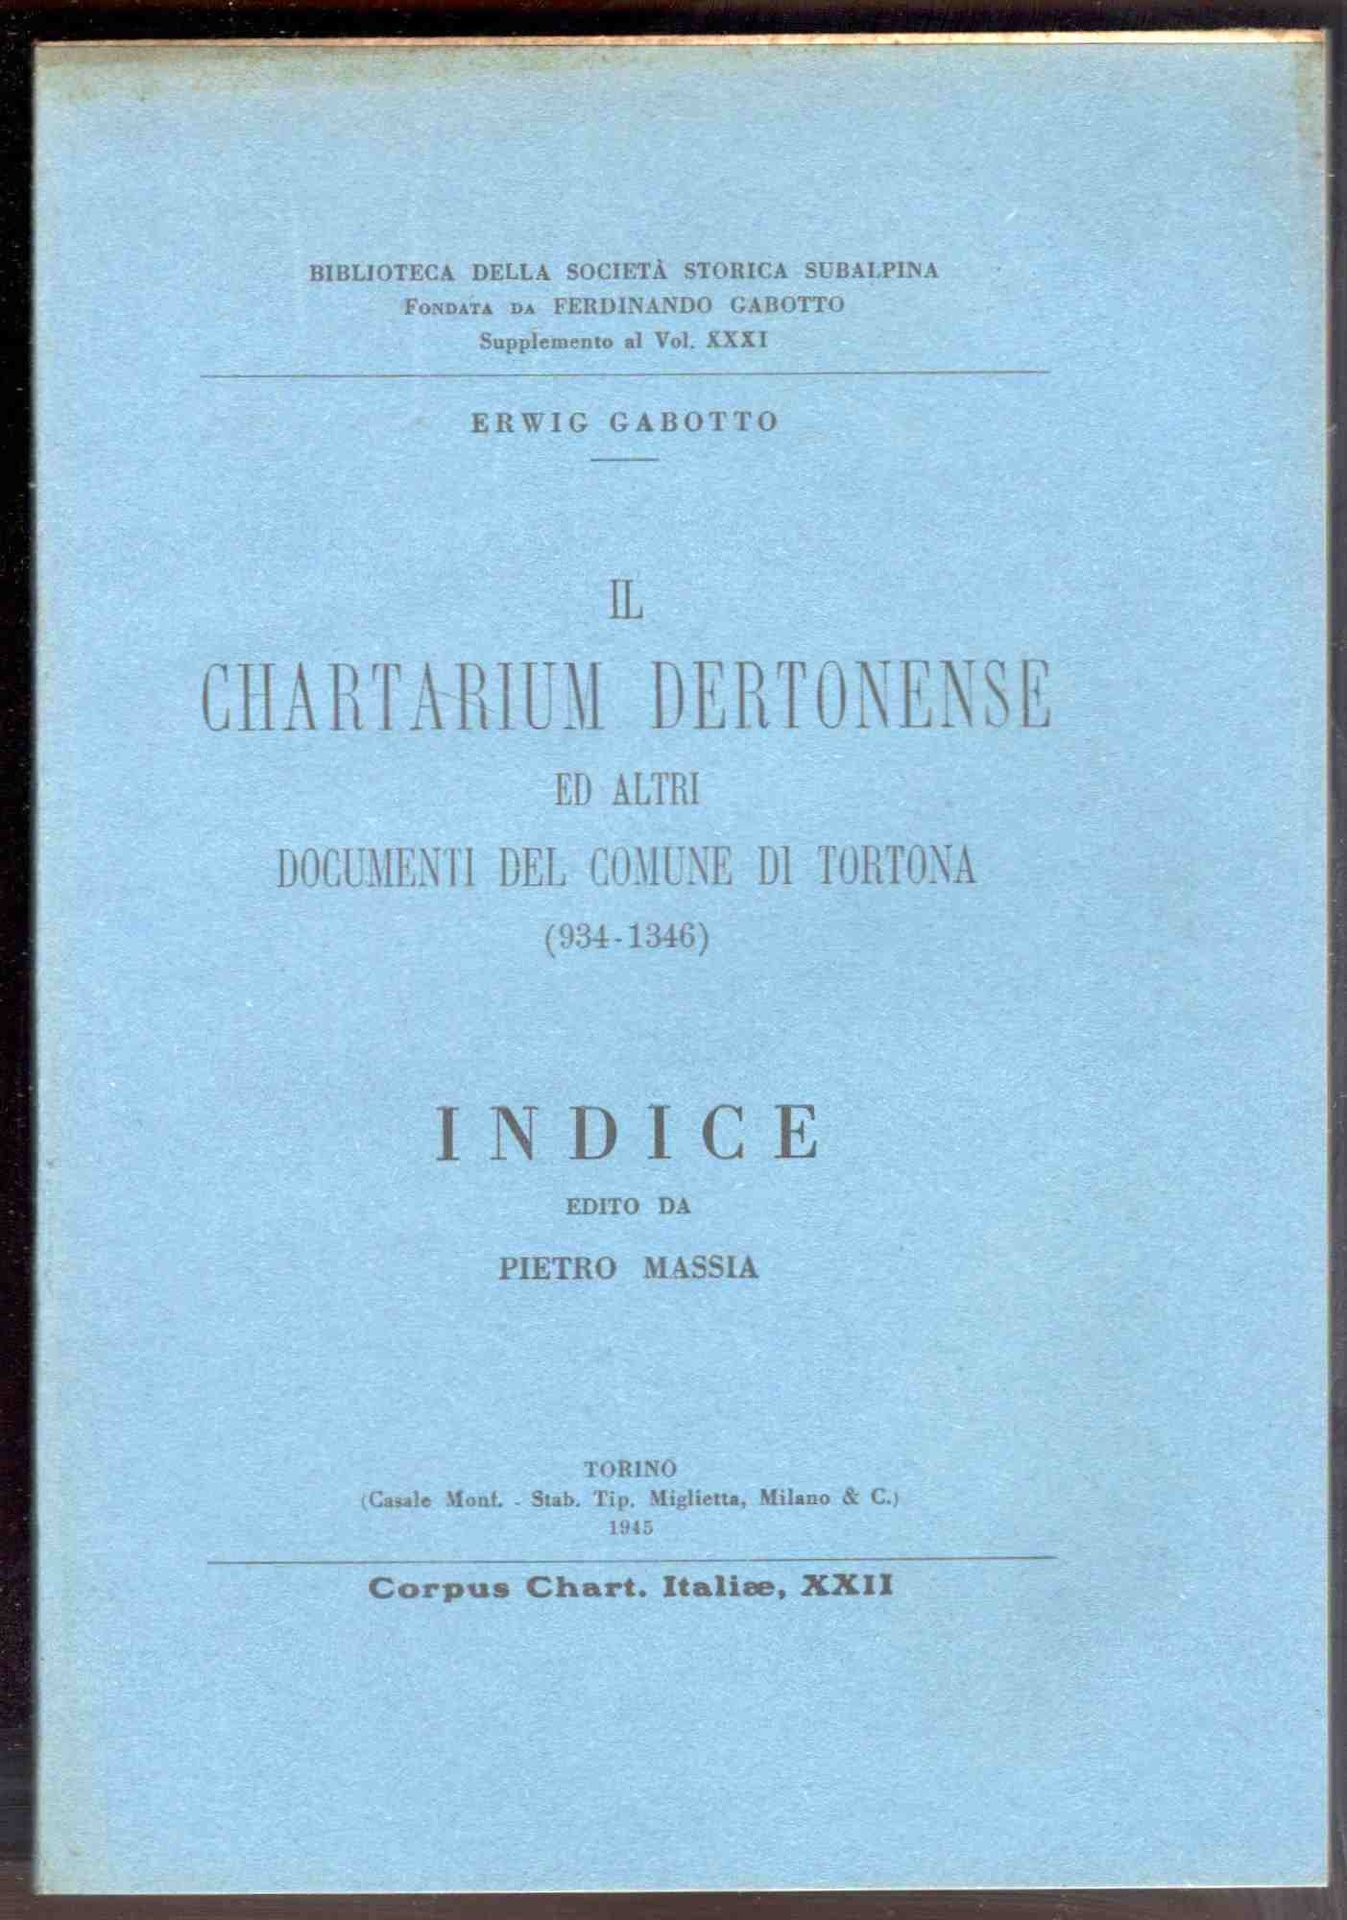 BIBLIOTECA DELLA SOCIETÀ STORICA SUBALPINA
FONDATA DA FERDINANDO GABOTTO
Supplemento al Vol. XXXI
ERWIG GABOTTO
IL
CHARTARIUM DERTONENSE
ED ALTRI
DOCUMENTI DEL COMUNE DI TORTONA
(934-1346)
INDICE
EDITO DA
PIETRO MASSIA
TORINO
(Casale Monf. - Stab. Tip. Miglietta, Milano & C.)
1945
Corpus Chart. Italiæ, XXII